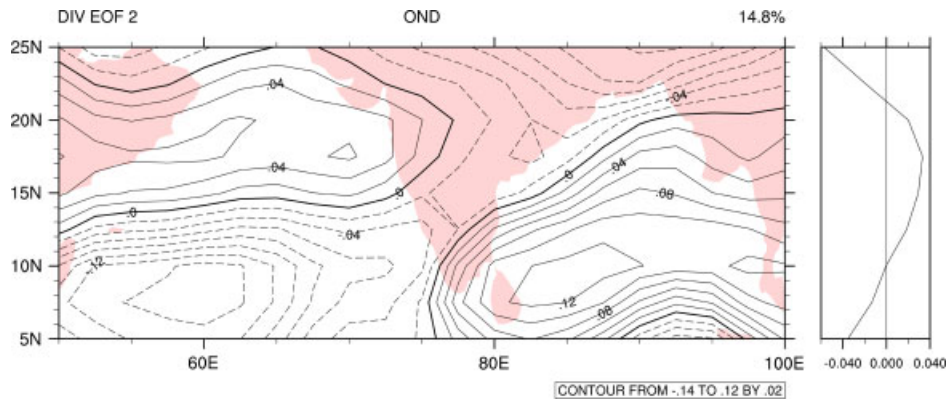 DIV EOF 2 OND 14.8%
25N
.04
-.04
20N
.04 .04
15N
0 0 .08
.0
-.04
10N
-.12
.12
.08
5N
60E 80E 100E -0.040 0.000 0.040
CONTOUR FROM -.14 TO .12 BY .02